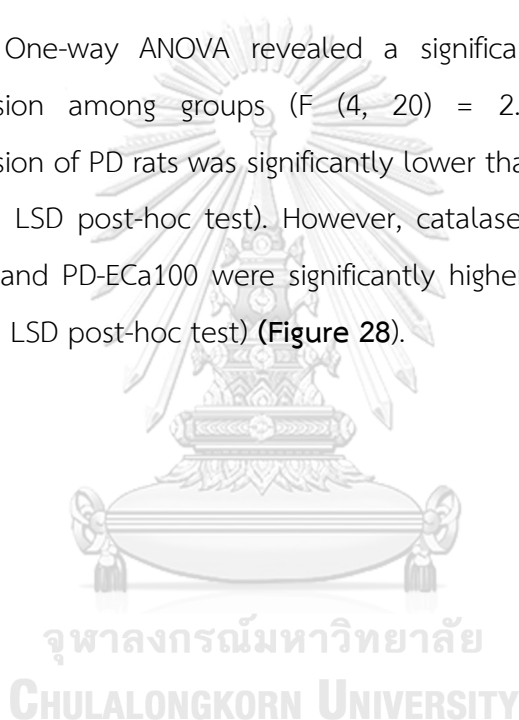 One-way ANOVA revealed a significa
sion among groups (F (4, 20) = 2.
sion of PD rats was significantly lower tha
LSD post-hoc test). However, catalase
and PD-ECa100 were significantly higher
LSD post-hoc test) (Figure 28).
จุฬาลงกรณ์มหาวิทยาลัย
CHULALONGKORN UNIVERSITY